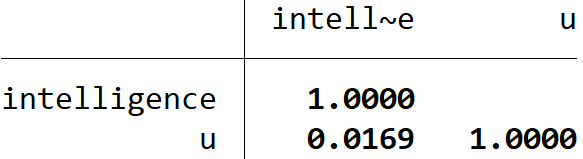 intell~e u
intelligence 1.0000
u 0.0169 1.0000